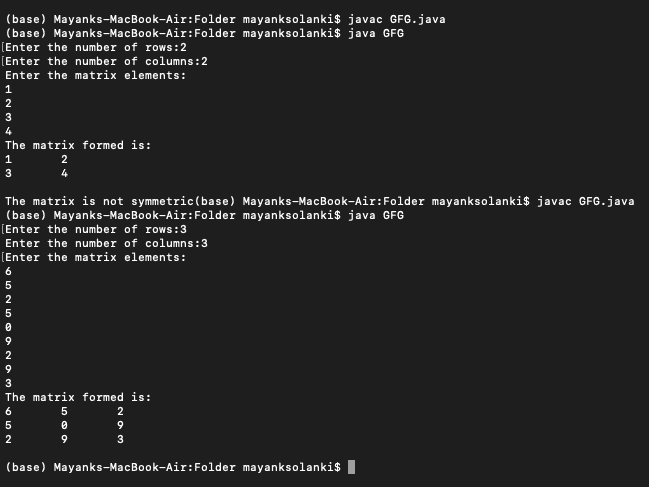 (base) Mayanks-MacBook-Air:Folder mayanksolanki$ javac GFG.java
(base) Mayanks-MacBook-Air:Folder mayanksolanki$ java GFG
[Enter the number of rows:2
[Enter the number of columns:2
Enter the matrix elements:
1
2
3
4
The matrix formed is:
1 2
3 4
The matrix is not symmetric(base) Mayanks-MacBook-Air:Folder mayanksolanki$ javac GFG.java
(base) Mayanks-MacBook-Air:Folder mayanksolanki$ java GFG
[Enter the number of rows:3
Enter the number of columns:3
[Enter the matrix elements:
6
5
2
5
0
9
2
9
3
The matrix formed is:
6 5 2
5 0 9
2 9 3
(base) Mayanks-MacBook-Air:Folder mayanksolanki$